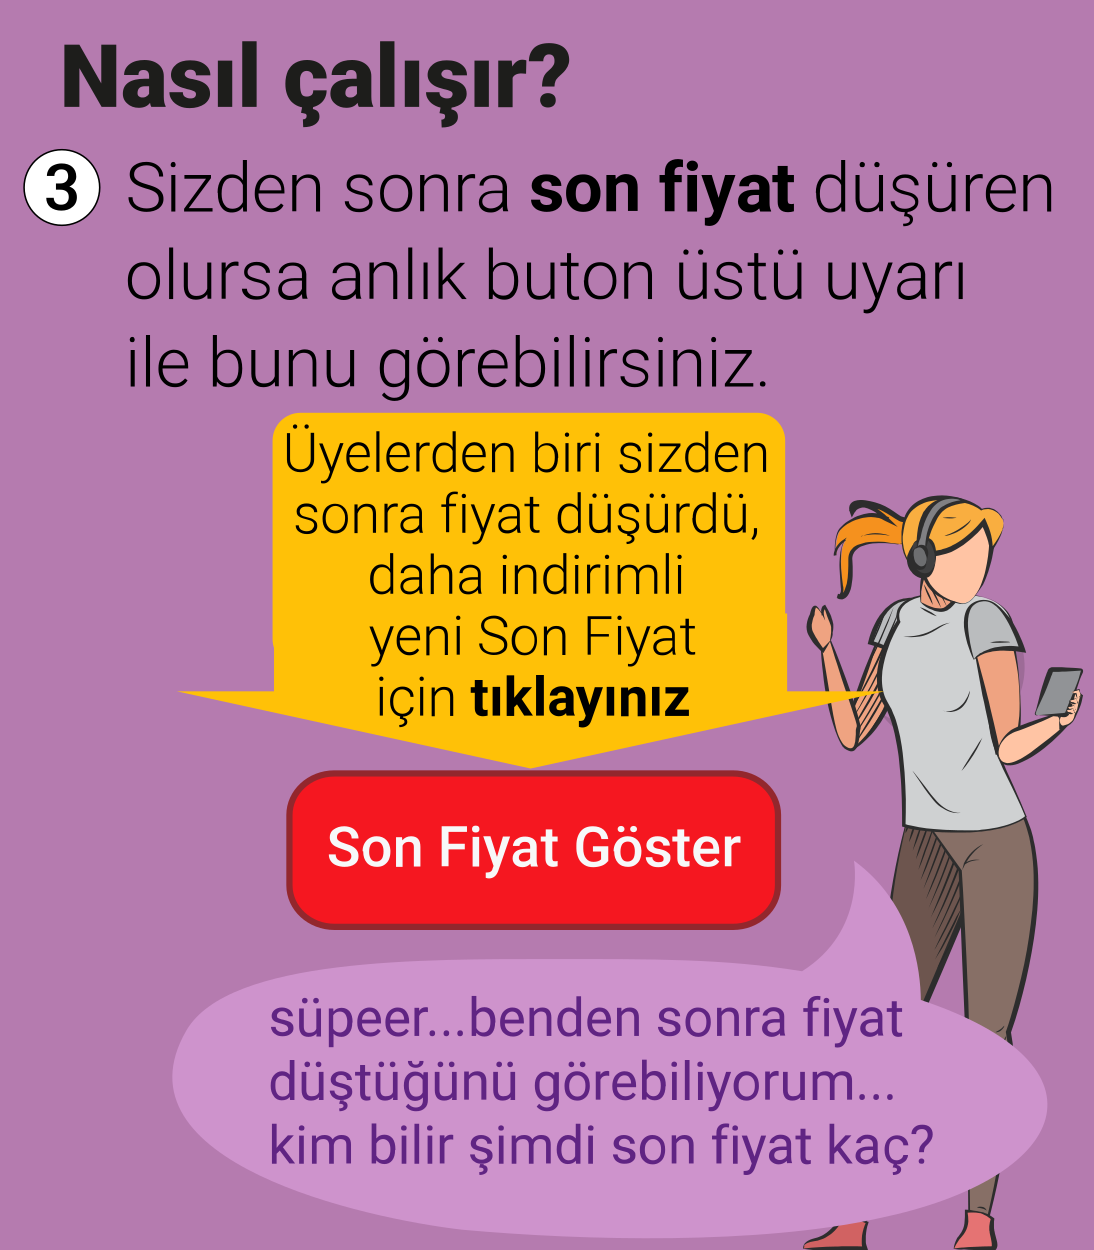 Nasıl çalışır?
3 Sizden sonra son fiyat düşüren
olursa anlık buton üstü uyarı
ile bunu görebilirsiniz.
Üyelerden biri sizden
sonra fiyat düşürdü,
daha indirimli
yeni Son Fiyat
için tıklayınız
Son Fiyat Göster
süpeer...benden sonra fiyat
düştüğünü görebiliyorum...
kim bilir şimdi son fiyat kaç?